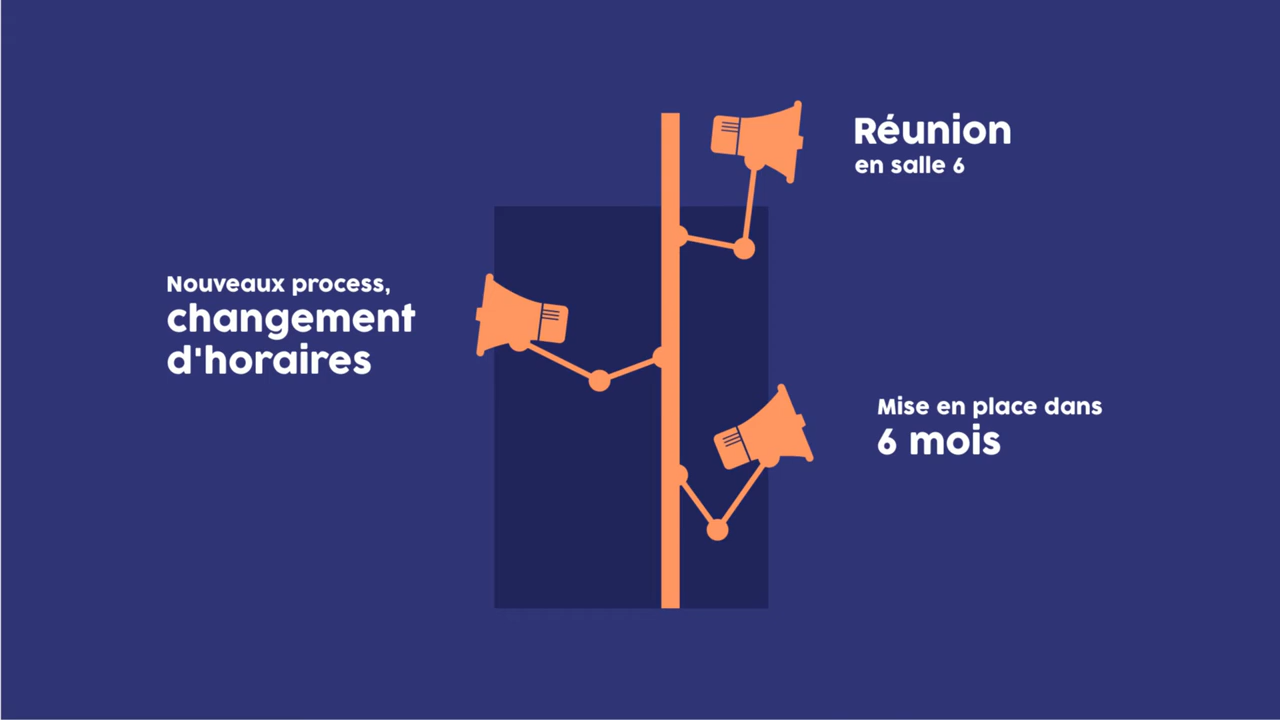 Réunion
en salle 6
Nouveaux process,
changement
d'horaires
Mise en place dans
6 mois